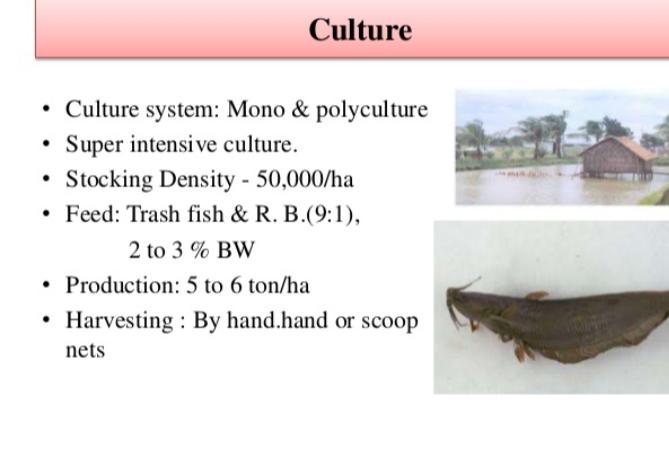 Culture
• Culture system: Mono & polyculture
• Super intensive culture.
• Stocking Density - 50,000/ha
• Feed: Trash fish & R. B.(9:1),
2 to 3 % BW
• Production: 5 to 6 ton/ha
• Harvesting : By hand.hand or scoop
nets